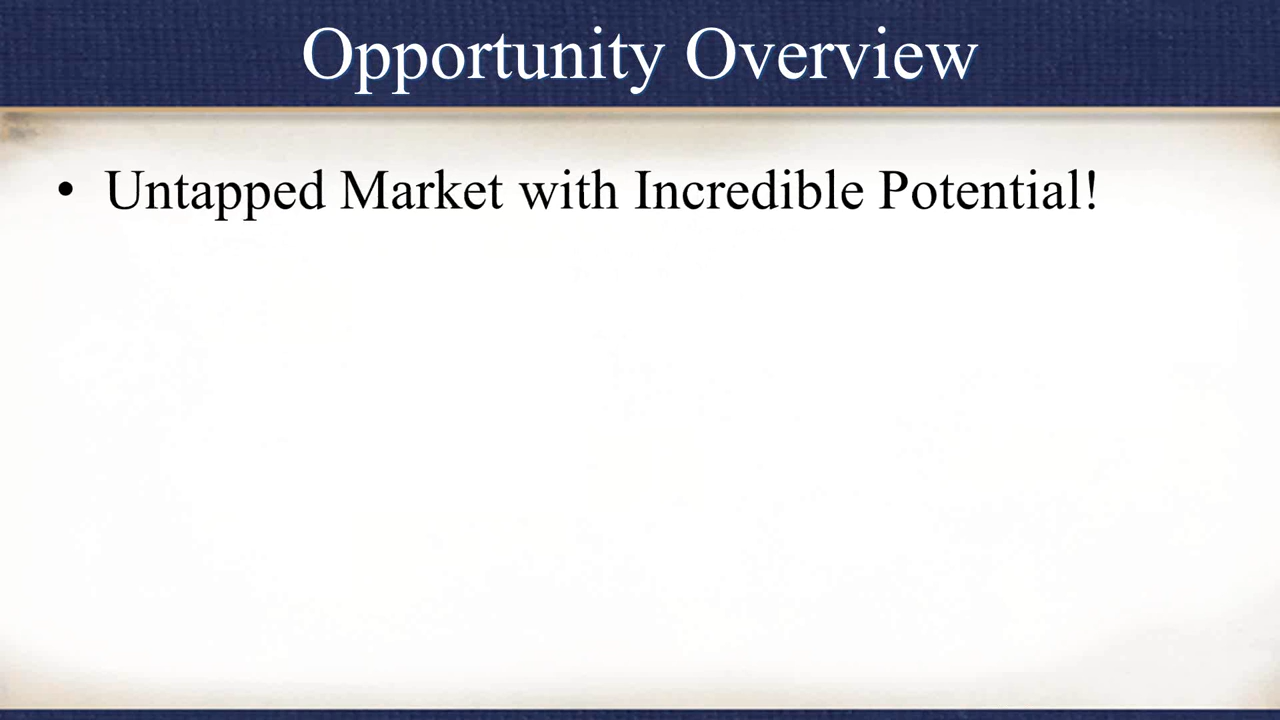 Opportunity Overview
• Untapped Market with Incredible Potential!